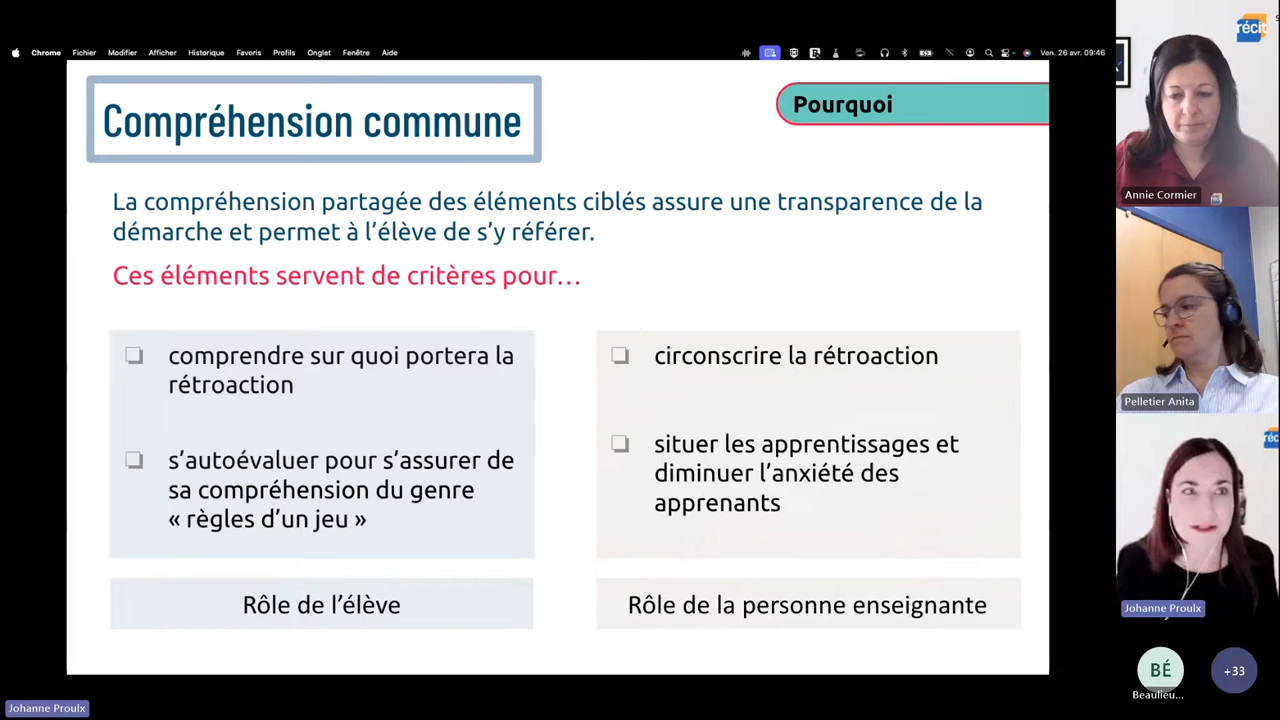 Chrome Fichier Modifier Afficher Historique Favoris Profils Onglet Fenêtre Aide
Ven. 26 avr. 09:46
récit
Compréhension commune
Pourquoi
La compréhension partagée des éléments ciblés assure une transparence de la
démarche et permet à l’élève de s’y référer.
Ces éléments servent de critères pour…
comprendre sur quoi portera la
rétroaction
s’autoévaluer pour s’assurer de
sa compréhension du genre
« règles d’un jeu »
Rôle de l’élève
circonscrire la rétroaction
situer les apprentissages et
diminuer l’anxiété des
apprenants
Rôle de la personne enseignante
Annie Cormier
Pelletier Anita
Johanne Proulx
BÉ
Beaulieu...
+33
Johanne Proulx